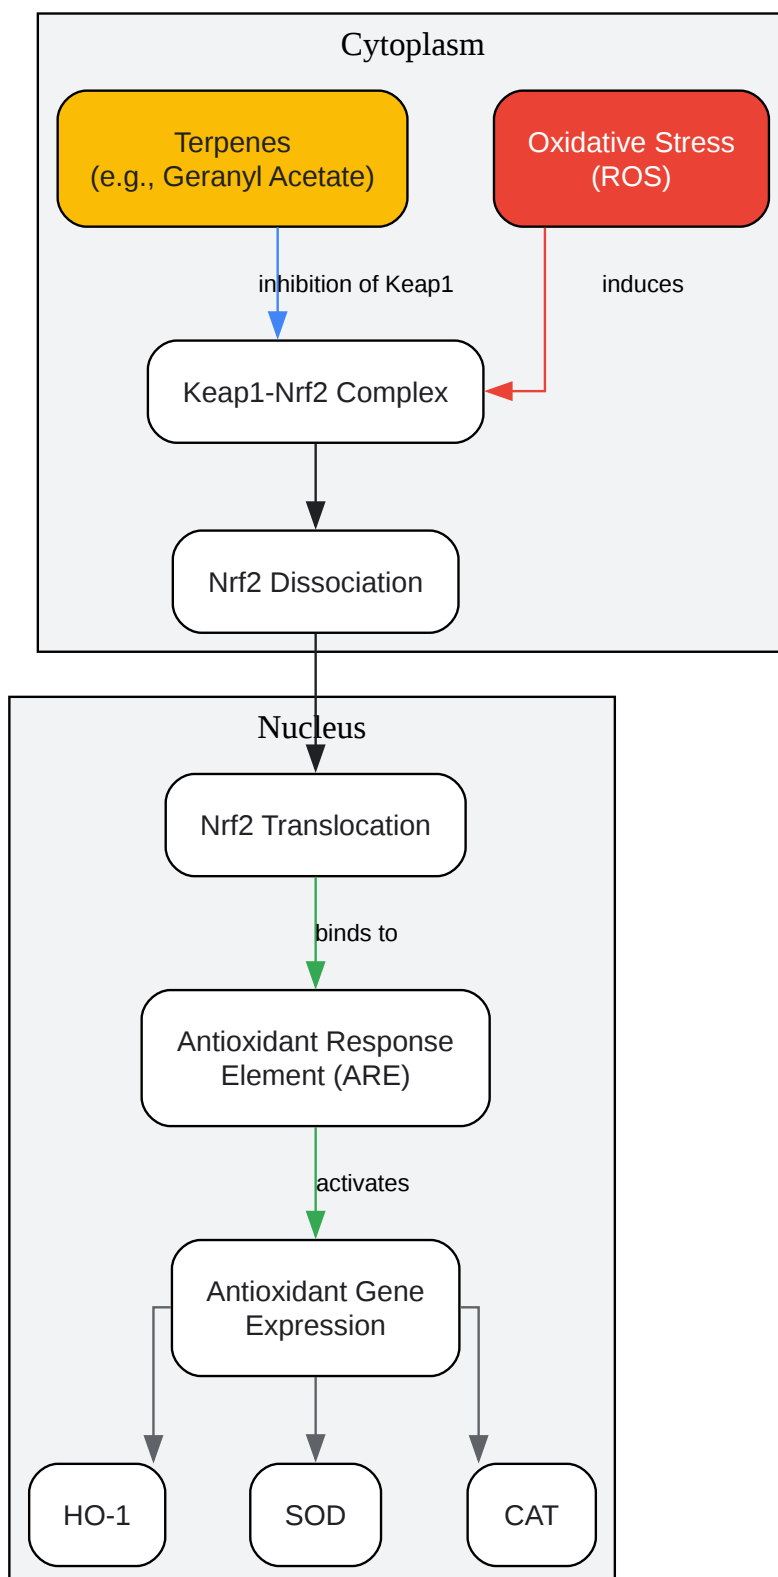 Cytoplasm
Terpenes
(e.g., Geranyl Acetate)
Oxidative Stress
(ROS)
inhibition of Keap1
induces
Keap1-Nrf2 Complex
Nrf2 Dissociation
Nucleus
Nrf2 Translocation
binds to
Antioxidant Response
Element (ARE)
activates
Antioxidant Gene
Expression
HO-1
SOD
CAT